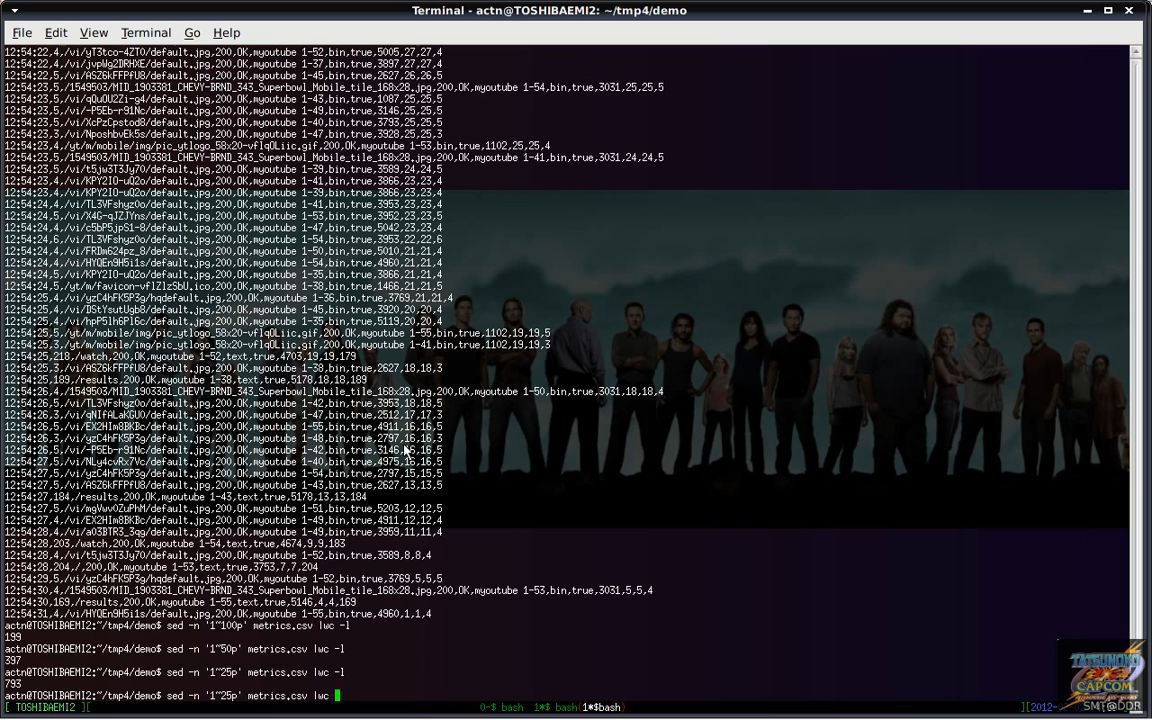 Terminal - actn@TOSHIBAEMI2: ~/tmp4/demo
File Edit View Terminal Go Help
12:54:22,4,/vi/yT3tco-4ZT0/default.jpg,200,OK,myoutube 1-52,bin,true,5005,27,27,4
12:54:22,4,/vi/jvpWg2DRHXE/default.jpg,200,OK,myoutube 1-37,bin,true,3897,27,27,4
12:54:22,5,/vi/ASZ6kFFPfU8/default.jpg,200,OK,myoutube 1-45,bin,true,2627,26,26,5
12:54:23,5,/1549503/MID_1903381_CHEVY-BRND_343_Superbowl_Mobile_tile_168x28.jpg,200,OK,myoutube 1-54,bin,true,3031,25,25,5
12:54:23,5,/vi/qQuOU2Zi-g4/default.jpg,200,OK,myoutube 1-43,bin,true,1087,25,25,5
12:54:23,5,/vi/-P5Eb-r91Nc/default.jpg,200,OK,myoutube 1-49,bin,true,3146,25,25,5
12:54:23,5,/vi/XcPzCpstod8/default.jpg,200,OK,myoutube 1-40,bin,true,3793,25,25,5
12:54:23,3,/vi/NposhbvEk5s/default.jpg,200,OK,myoutube 1-47,bin,true,3928,25,25,3
12:54:23,4,/yt/m/mobile/img/pic_ytlogo_58x20-vflqOLiic.gif,200,OK,myoutube 1-53,bin,true,1102,25,25,4
12:54:23,5,/1549503/MID_1903381_CHEVY-BRND_343_Superbowl_Mobile_tile_168x28.jpg,200,OK,myoutube 1-41,bin,true,3031,24,24,5
12:54:23,5,/vi/t5jw3T3Jy70/default.jpg,200,OK,myoutube 1-39,bin,true,3589,24,24,5
12:54:23,4,/vi/KPY2IO-uQ2o/default.jpg,200,OK,myoutube 1-41,bin,true,3866,23,23,4
12:54:23,4,/vi/KPY2IO-uQ2o/default.jpg,200,OK,myoutube 1-39,bin,true,3866,23,23,4
12:54:24,4,/vi/TL3VFshyz0o/default.jpg,200,OK,myoutube 1-41,bin,true,3953,23,23,4
12:54:24,5,/vi/X4G-qJZJYns/default.jpg,200,OK,myoutube 1-53,bin,true,3952,23,23,5
12:54:24,4,/vi/c5bP5jpS1-8/default.jpg,200,OK,myoutube 1-47,bin,true,5042,23,23,4
12:54:24,6,/vi/TL3VFshyz0o/default.jpg,200,OK,myoutube 1-54,bin,true,3953,22,22,6
12:54:24,4,/vi/FRDm624pz_8/default.jpg,200,OK,myoutube 1-50,bin,true,5010,21,21,4
12:54:24,4,/vi/HYQEn9H5i1s/default.jpg,200,OK,myoutube 1-54,bin,true,4960,21,21,4
12:54:24,5,/vi/KPY2IO-uQ2o/default.jpg,200,OK,myoutube 1-35,bin,true,3866,21,21,4
12:54:24,5,/yt/m/favicon-vflZlzSbU.ico,200,OK,myoutube 1-38,bin,true,1466,21,21,5
12:54:25,4,/vi/yzC4hFK5P3g/hqdefault.jpg,200,OK,myoutube 1-36,bin,true,3769,21,21,4
12:54:25,4,/vi/DStYsutUgb8/default.jpg,200,OK,myoutube 1-45,bin,true,3920,20,20,4
12:54:25,4,/vi/hpP5lh6Pl6c/default.jpg,200,OK,myoutube 1-35,bin,true,5119,20,20,4
12:54:25,5,/yt/m/mobile/img/pic_ytlogo_58x20-vflqOLiic.gif,200,OK,myoutube 1-55,bin,true,1102,19,19,5
12:54:25,3,/yt/m/mobile/img/pic_ytlogo_58x20-vflqOLiic.gif,200,OK,myoutube 1-41,bin,true,1102,19,19,3
12:54:25,218,/watch,200,OK,myoutube 1-52,text,true,4703,19,19,179
12:54:25,3,/vi/ASZ6kFFPfU8/default.jpg,200,OK,myoutube 1-38,bin,true,2627,18,18,3
12:54:25,189,/results,200,OK,myoutube 1-38,text,true,5178,18,18,189
12:54:26,4,/1549503/MID_1903381_CHEVY-BRND_343_Superbowl_Mobile_tile_168x28.jpg,200,OK,myoutube 1-50,bin,true,3031,18,18,4
12:54:26,5,/vi/TL3VFshyz0o/default.jpg,200,OK,myoutube 1-42,bin,true,3953,18,18,5
12:54:26,3,/vi/qNIfALaKGU0/default.jpg,200,OK,myoutube 1-47,bin,true,2512,17,17,3
12:54:26,5,/vi/EX2HIm8BKBc/default.jpg,200,OK,myoutube 1-55,bin,true,4911,16,16,5
12:54:26,3,/vi/yzC4hFK5P3g/default.jpg,200,OK,myoutube 1-48,bin,true,2797,16,16,3
12:54:26,5,/vi/-P5Eb-r91Nc/default.jpg,200,OK,myoutube 1-42,bin,true,3146,16,16,5
12:54:27,5,/vi/NLy4cvRx7Vc/default.jpg,200,OK,myoutube 1-40,bin,true,4975,16,16,5
12:54:27,5,/vi/yzC4hFK5P3g/default.jpg,200,OK,myoutube 1-54,bin,true,2797,15,15,5
12:54:27,5,/vi/ASZ6kFFPfU8/default.jpg,200,OK,myoutube 1-43,bin,true,2627,13,13,5
12:54:27,184,/results,200,OK,myoutube 1-43,text,true,5178,13,13,184
12:54:27,5,/vi/mgVwvOZuPhM/default.jpg,200,OK,myoutube 1-51,bin,true,5203,12,12,5
12:54:27,4,/vi/EX2HIm8BKBc/default.jpg,200,OK,myoutube 1-49,bin,true,4911,12,12,4
12:54:28,4,/vi/a03BTR3_3qg/default.jpg,200,OK,myoutube 1-49,bin,true,3959,11,11,4
12:54:28,203,/watch,200,OK,myoutube 1-54,text,true,4674,9,9,183
12:54:28,4,/vi/t5jw3T3Jy70/default.jpg,200,OK,myoutube 1-52,bin,true,3589,8,8,4
12:54:28,204,/,200,OK,myoutube 1-53,text,true,3753,7,7,204
12:54:29,5,/vi/yzC4hFK5P3g/hqdefault.jpg,200,OK,myoutube 1-52,bin,true,3769,5,5,5
12:54:30,4,/1549503/MID_1903381_CHEVY-BRND_343_Superbowl_Mobile_tile_168x28.jpg,200,OK,myoutube 1-53,bin,true,3031,5,5,4
12:54:30,169,/results,200,OK,myoutube 1-55,text,true,5146,4,4,169
12:54:31,4,/vi/HYQEn9H5i1s/default.jpg,200,OK,myoutube 1-55,bin,true,4960,1,1,4
actn@TOSHIBAEMI2:~/tmp4/demo$ sed -n '1~100p' metrics.csv |wc -l
199
actn@TOSHIBAEMI2:~/tmp4/demo$ sed -n '1~50p' metrics.csv |wc -l
397
actn@TOSHIBAEMI2:~/tmp4/demo$ sed -n '1~25p' metrics.csv |wc -l
793
actn@TOSHIBAEMI2:~/tmp4/demo$ sed -n '1~25p' metrics.csv |wc
[ TOSHIBAEMI2 ][ 0-$ bash 1*$ bash(1*$bash) ][2012-
TATSUNOKO
CAPCOM
SMT@DDR